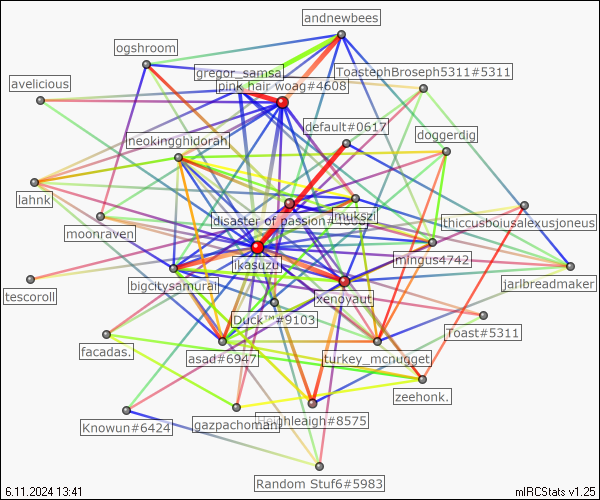 andnewbees
ogshroom
gregor_samsa
ToastephBroseph5311#5311
avelicious
pink hair woag#4608
default#0617
doggerdig
neokingghidorah
lahnk
mukszi
disaster of passion#4
thiccusboiusalexusjoneus
moonraven
ikasuzu
mingus4742
tescoroll
bigcitysamurai
xenoyaut
jarlbreadmaker
Duck™#9103
Toast#5311
facadas.
asad#6947
turkey_mcnugget
zeehonk.
Knowun#6424
gazpachoman
Heighleaigh#8575
Random Stuf6#5983
6.11.2024 13:41
mIRCStats v1.25